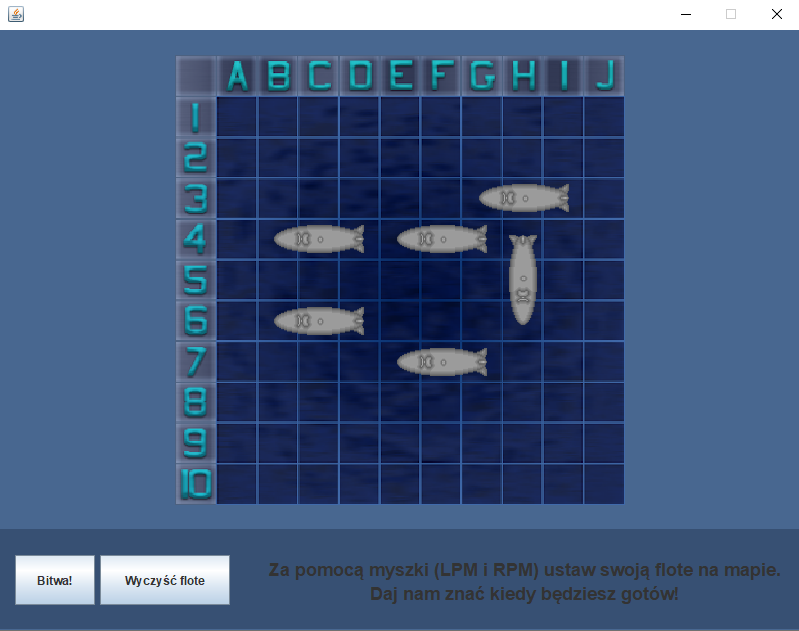 A B C D E F G H I J
1
2
3
4
5
6
7
8
9
10
Bitwa!
Wyczyść flote
Za pomocą myszki (LPM i RPM) ustaw swoją flote na mapie.
Daj nam znać kiedy będziesz gotów!